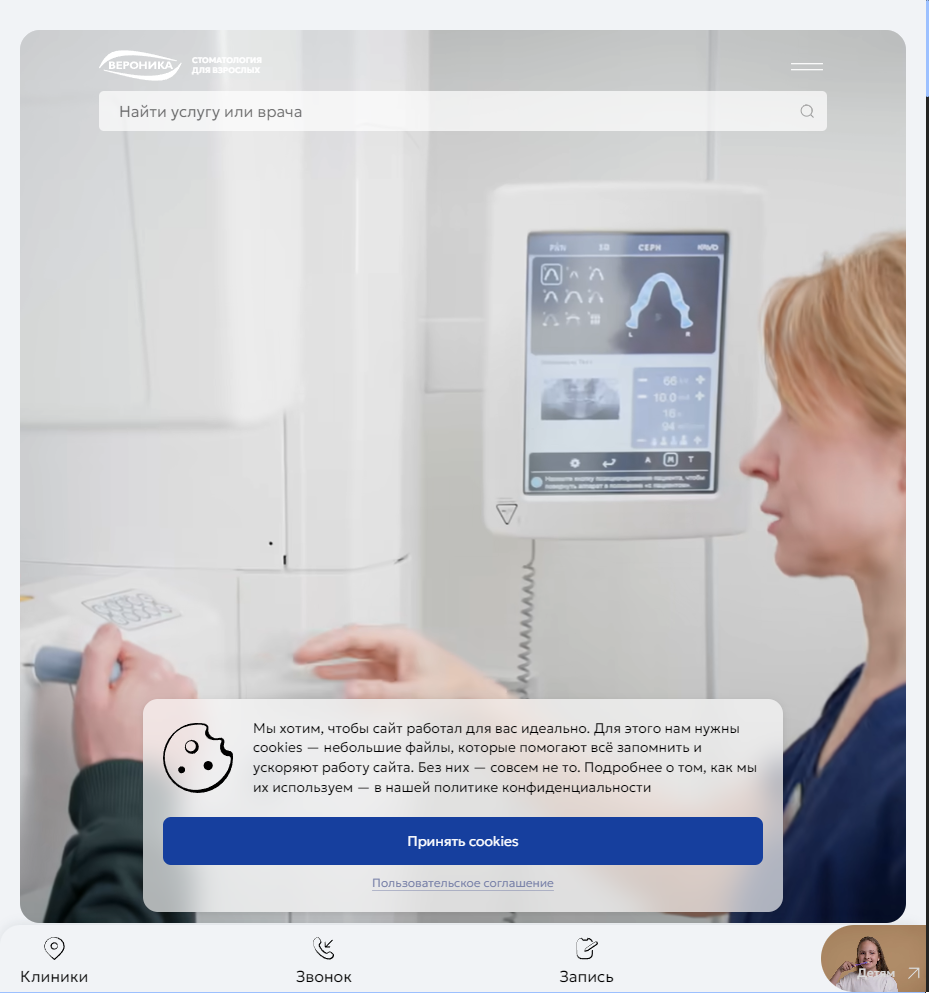 ВЕРОНИКА
СТОМАТОЛОГИЯ
ДЛЯ ВЗРОСЛЫХ
Найти услугу или врача
PAN 3D CEPH KAVO
L R
66 kV
10.0 mA
16 s
94
A T
Мы хотим, чтобы сайт работал для вас идеально. Для этого нам нужны
cookies — небольшие файлы, которые помогают всё запомнить и
ускоряют работу сайта. Без них — совсем не то. Подробнее о том, как мы
их используем — в нашей политике конфиденциальности
Принять cookies
Пользовательское соглашение
Клиники
Звонок
Запись
Детям